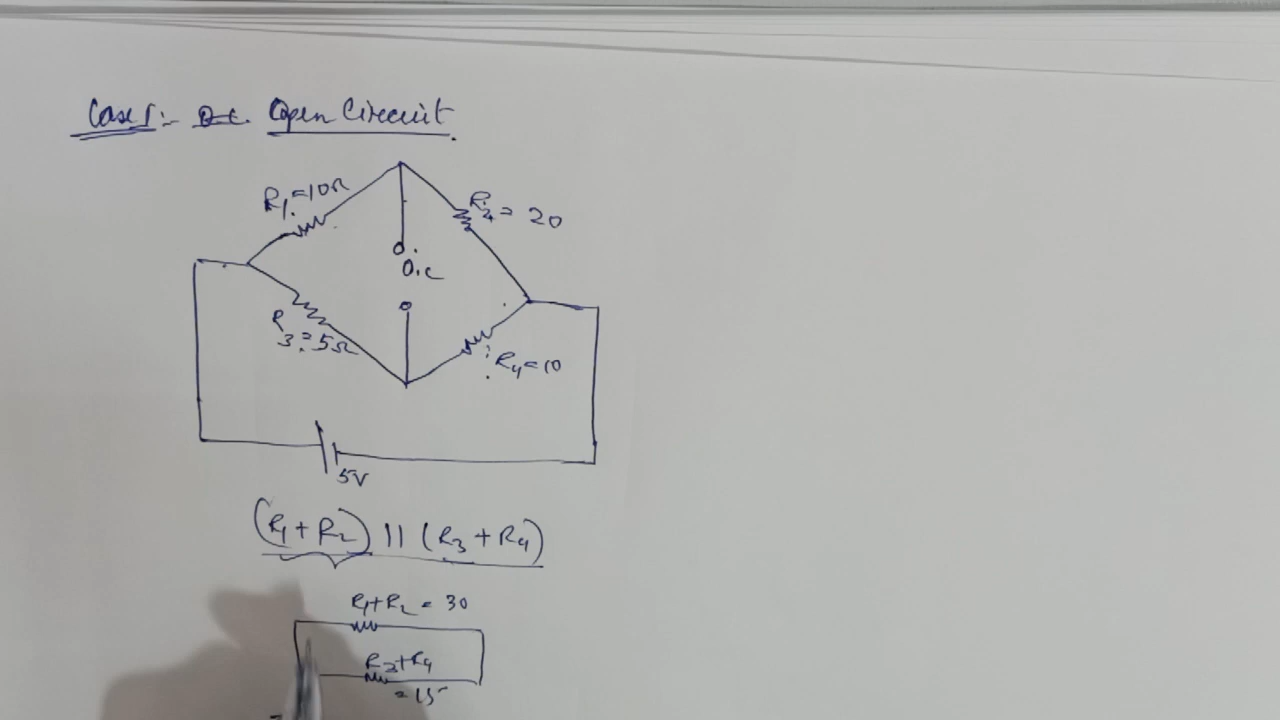 Case 1:- O.C. Open Circuit
R1=10Ω
R2= 20
O.C
R3=5Ω
R4=10
5V
(R1+R2) || (R3+R4)
R1+R2 = 30
R3+R4
=15